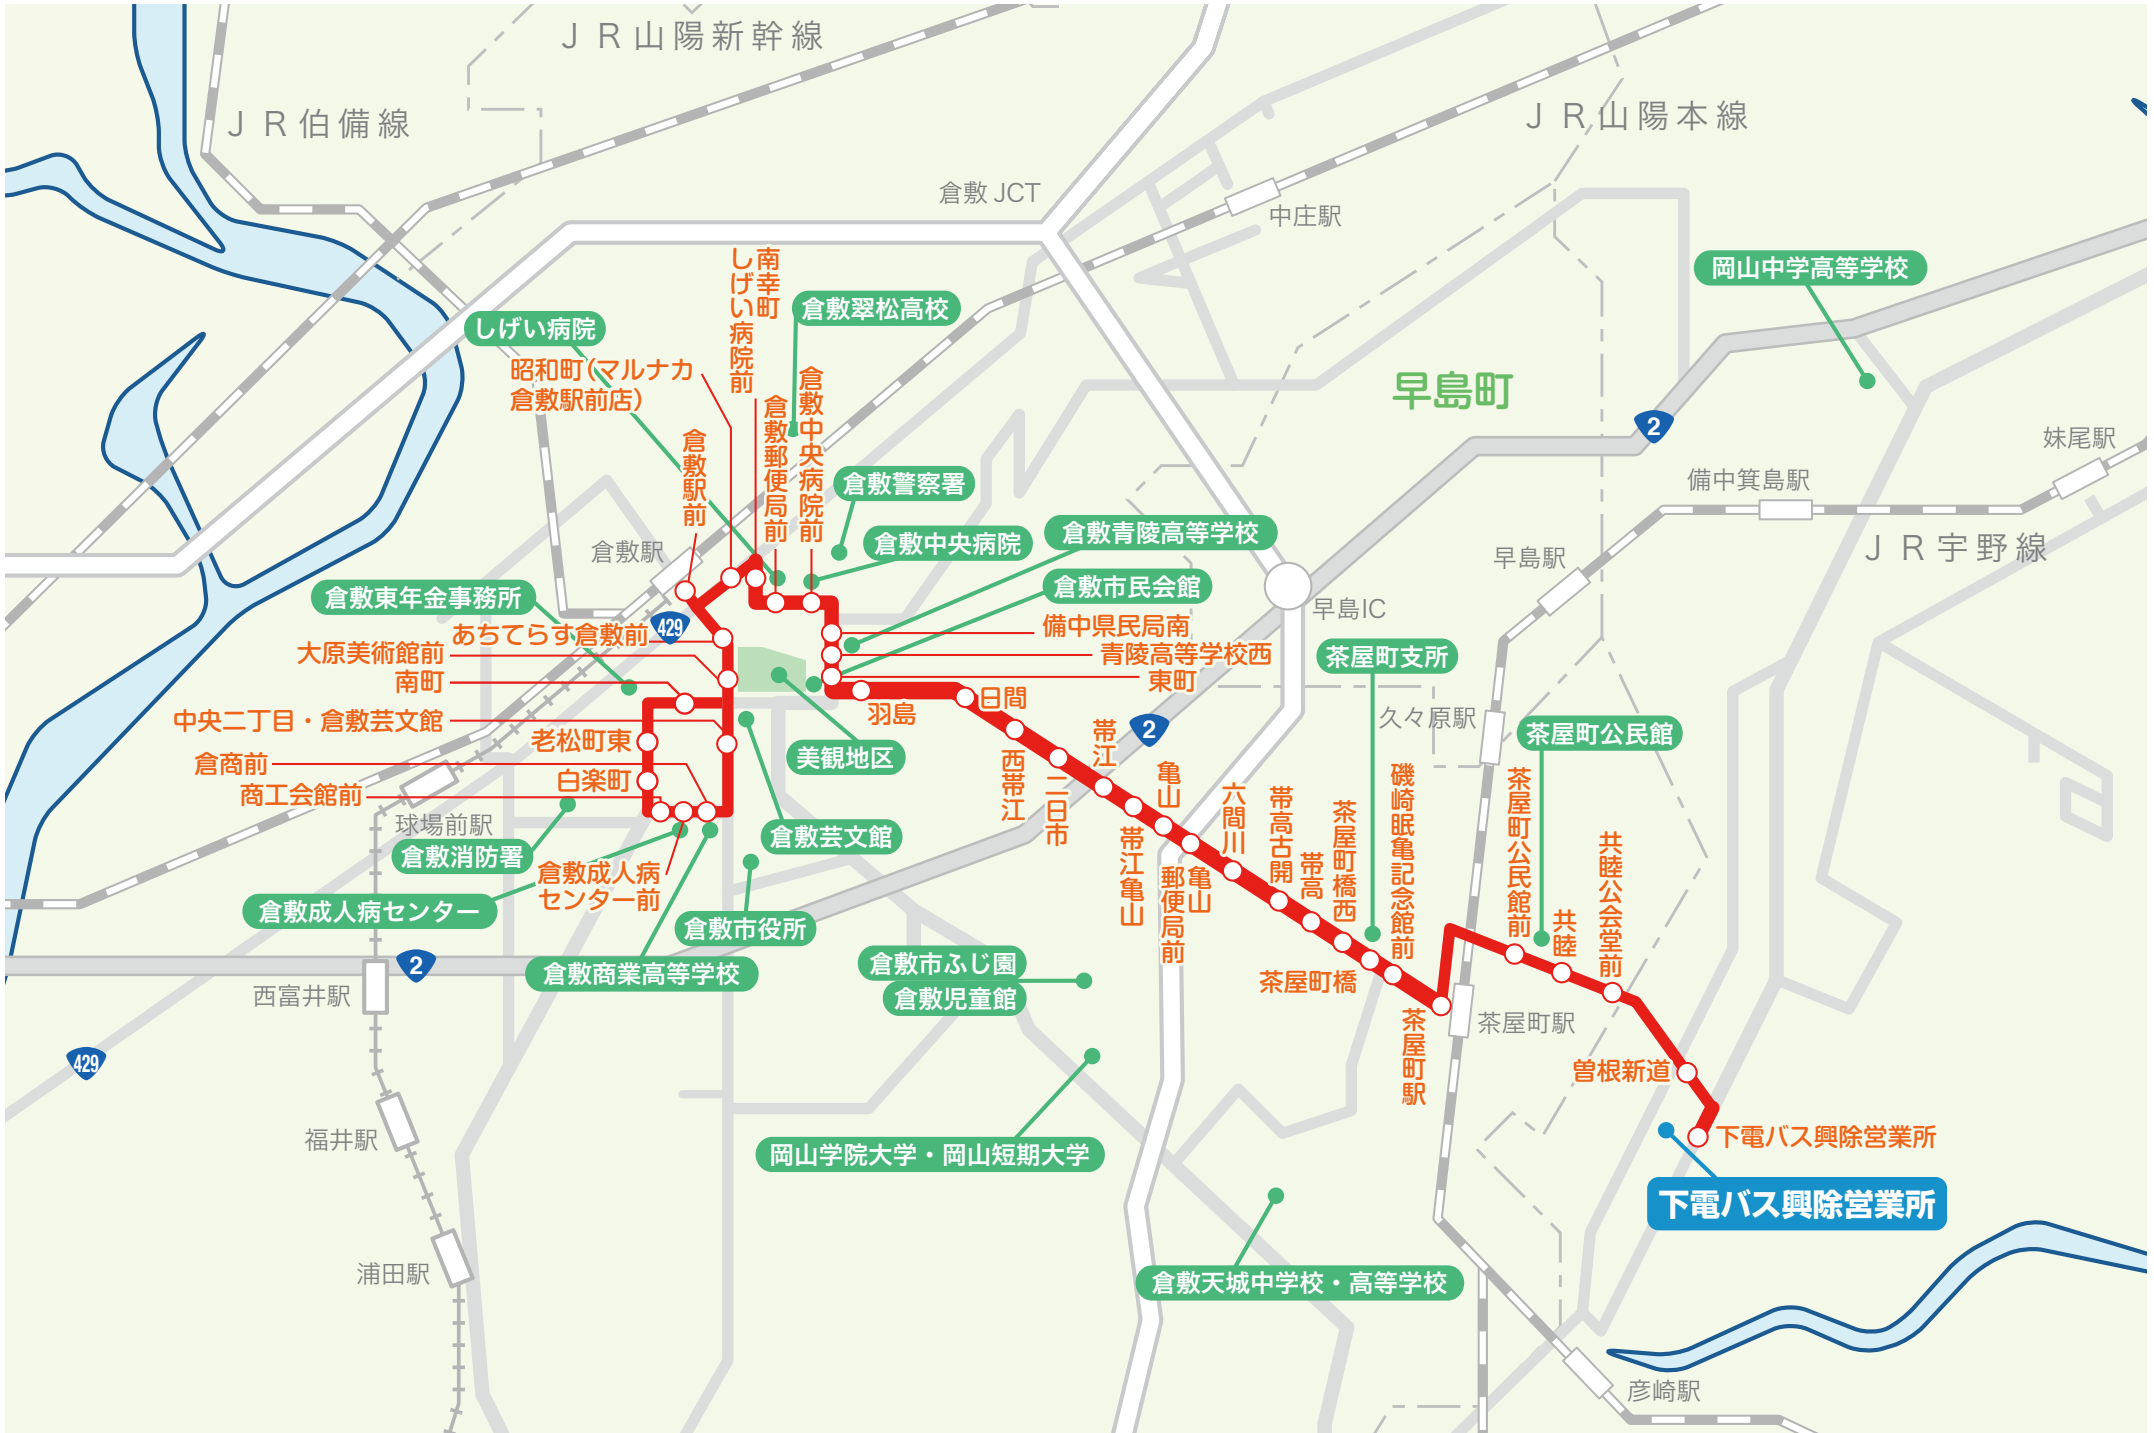 ＪＲ山陽新幹線
ＪＲ伯備線
ＪＲ山陽本線
倉敷 JCT
中庄駅
岡山中学高等学校
南幸町
しげい病院前
倉敷翠松高校
しげい病院
昭和町(マルナカ
倉敷駅前店)
倉敷中央病院前
倉敷郵便局前
倉敷駅前
早島町
2
妹尾駅
備中箕島駅
ＪＲ宇野線
倉敷警察署
倉敷中央病院
倉敷青陵高等学校
倉敷駅
早島駅
倉敷市民会館
倉敷東年金事務所
早島IC
429
あちてらす倉敷前
備中県民局南
大原美術館前
青陵高等学校西
茶屋町支所
南町
東町
日間
羽島
久々原駅
中央二丁目・倉敷芸文館
老松町東
2
茶屋町公民館
帯江
美観地区
倉商前
白楽町
西帯江
二日市
亀山
六間川
帯高古開
茶屋町橋西
磯崎眠亀記念館前
茶屋町公民館前
商工会館前
球場前駅
倉敷芸文館
帯江亀山
帯高
共睦公会堂前
倉敷消防署
倉敷成人病
センター前
亀山
郵便局前
共睦
倉敷成人病センター
倉敷市役所
2
倉敷商業高等学校
倉敷市ふじ園
倉敷児童館
茶屋町橋
西富井駅
茶屋町駅
茶屋町駅
429
曽根新道
福井駅
岡山学院大学・岡山短期大学
下電バス興除営業所
下電バス興除営業所
浦田駅
倉敷天城中学校・高等学校
彦崎駅